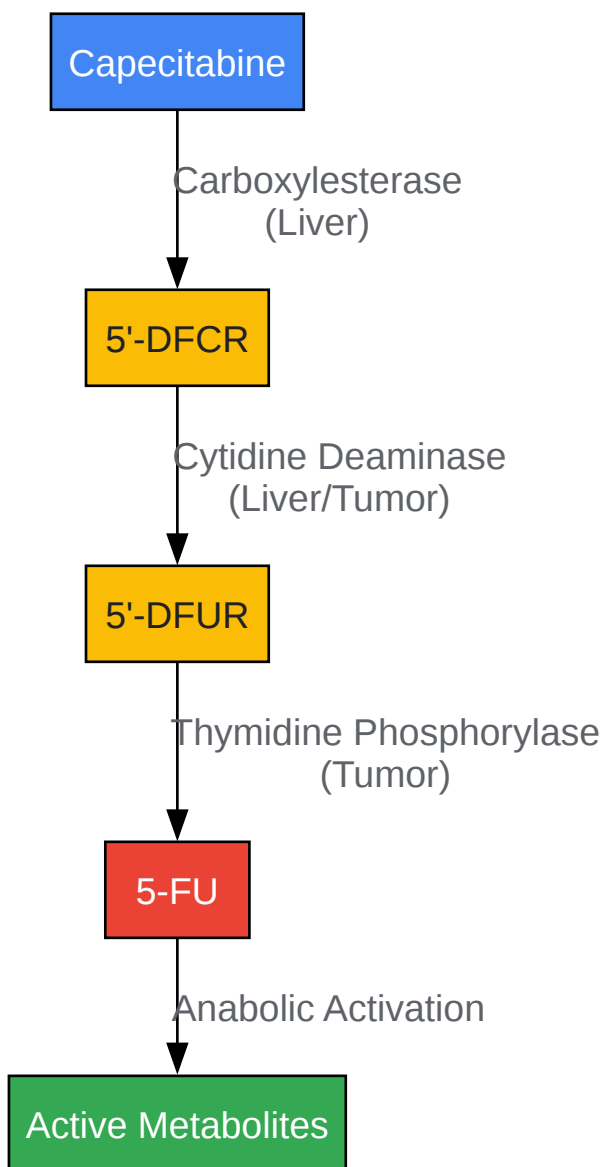 Capecitabine
Carboxylesterase
(Liver)
5'-DFCR
Cytidine Deaminase
(Liver/Tumor)
5'-DFUR
Thymidine Phosphorylase
(Tumor)
5-FU
Anabolic Activation
Active Metabolites